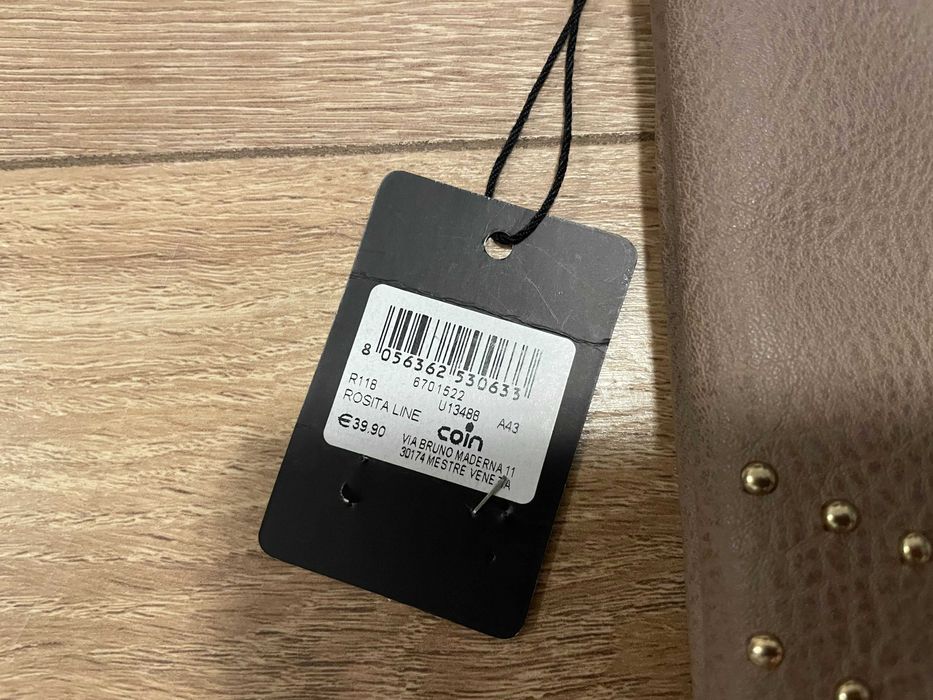 8 056362 530633
R118 6701522
ROSITA LINE U13488 A43
€39.90 coin
VIA BRUNO MADERNA 11
30174 MESTRE VENEZIA